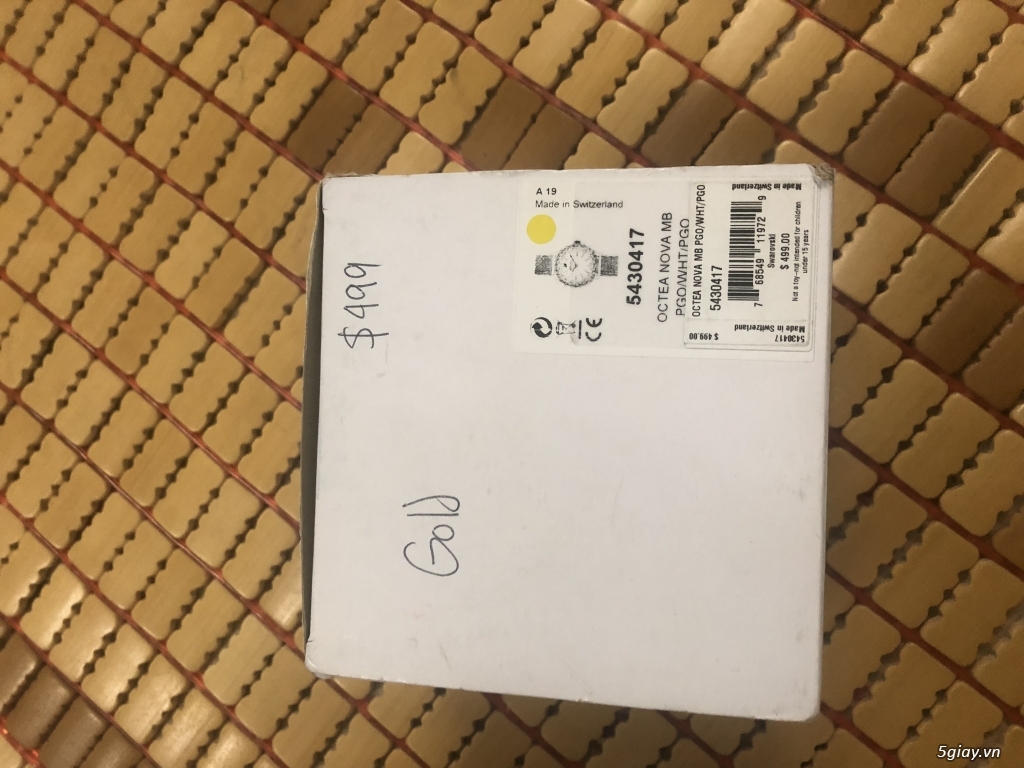 A 19
Made in Switzerland
5430417
OCTEA NOVA MB
PGO/WHT/PGO
CE
OCTEA NOVA MB PGO/WHT/PGO
5430417
7 68549 11972 9
Swarovski
$ 499.00
Not a toy-not intended for children
under 15 years
Made in Switzerland
5430417
Made in Switzerland
$ 499.00
$499
Gold
5giay.vn